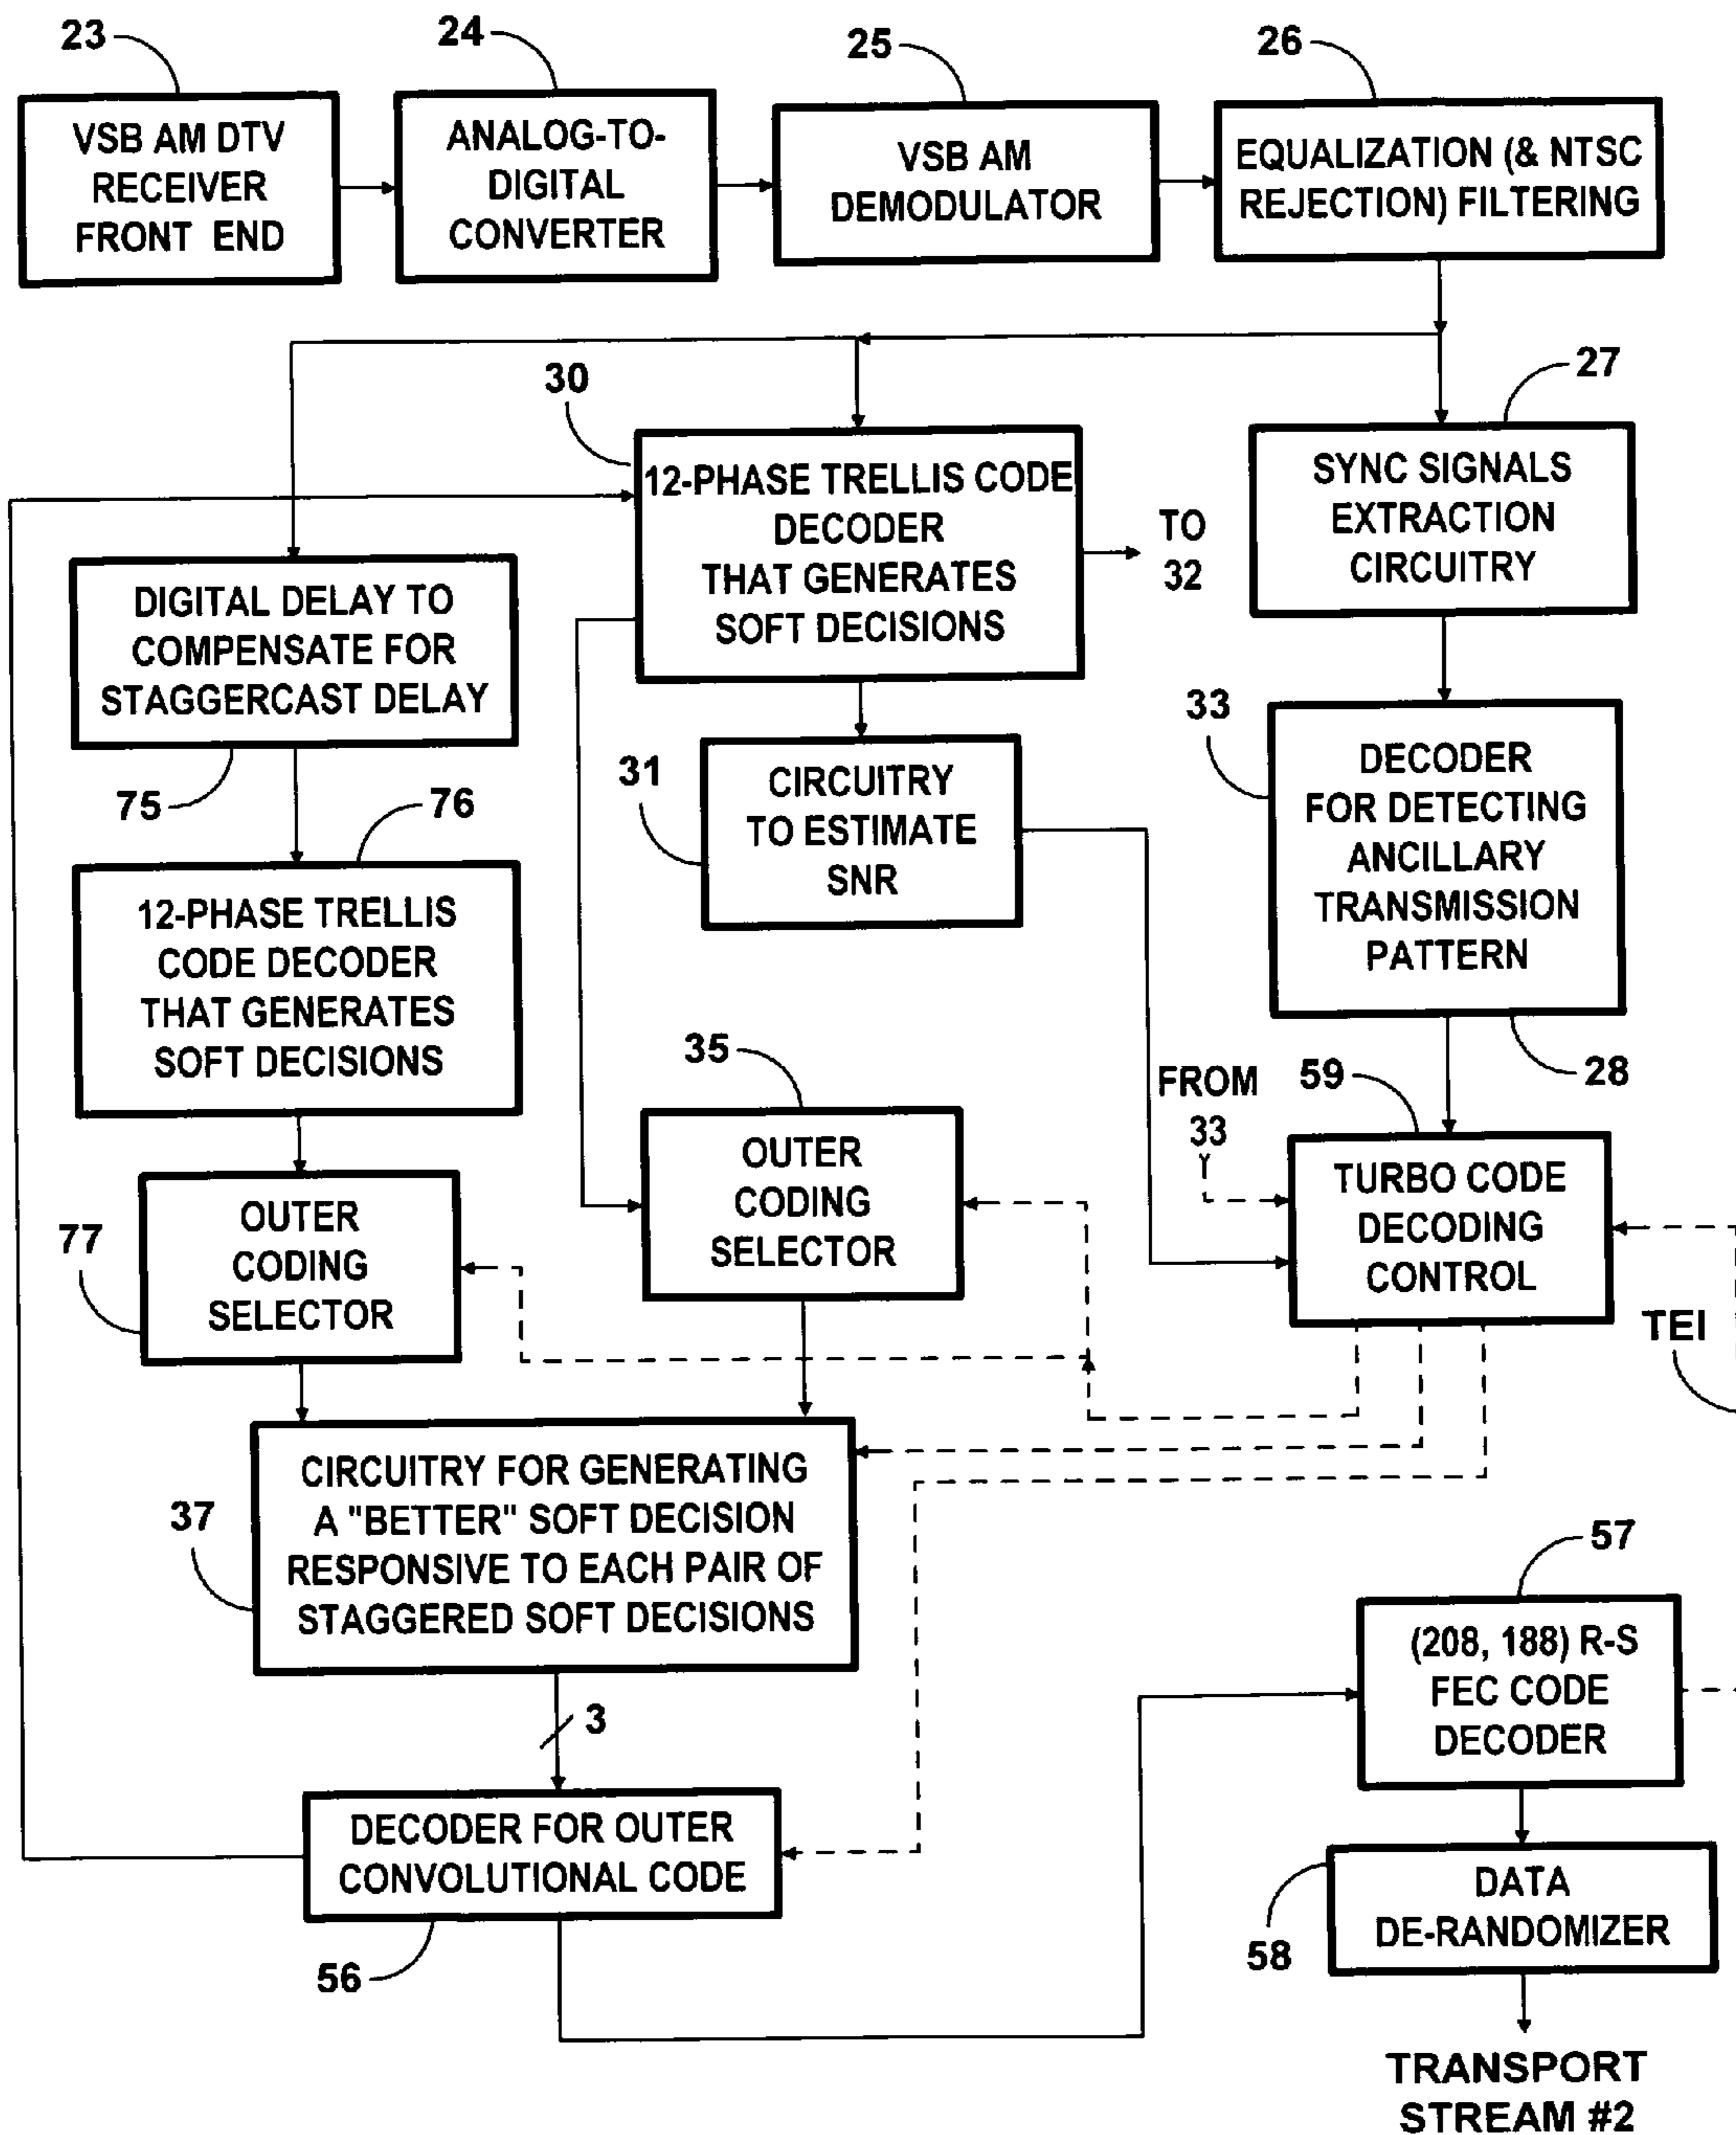 23
24
25
26
VSB AM DTV
RECEIVER
FRONT END
ANALOG-TO-
DIGITAL
CONVERTER
VSB AM
DEMODULATOR
EQUALIZATION (& NTSC
REJECTION) FILTERING
30
27
12-PHASE TRELLIS CODE
DECODER
THAT GENERATES
SOFT DECISIONS
TO
32
SYNC SIGNALS
EXTRACTION
CIRCUITRY
DIGITAL DELAY TO
COMPENSATE FOR
STAGGERCAST DELAY
75
76
31
CIRCUITRY
TO ESTIMATE
SNR
33
DECODER
FOR DETECTING
ANCILLARY
TRANSMISSION
PATTERN
28
12-PHASE TRELLIS
CODE DECODER
THAT GENERATES
SOFT DECISIONS
35
FROM
33
59
77
OUTER
CODING
SELECTOR
OUTER
CODING
SELECTOR
TURBO CODE
DECODING
CONTROL
TEI
37
CIRCUITRY FOR GENERATING
A "BETTER" SOFT DECISION
RESPONSIVE TO EACH PAIR OF
STAGGERED SOFT DECISIONS
3
57
(208, 188) R-S
FEC CODE
DECODER
DECODER FOR OUTER
CONVOLUTIONAL CODE
56
58
DATA
DE-RANDOMIZER
TRANSPORT
STREAM #2